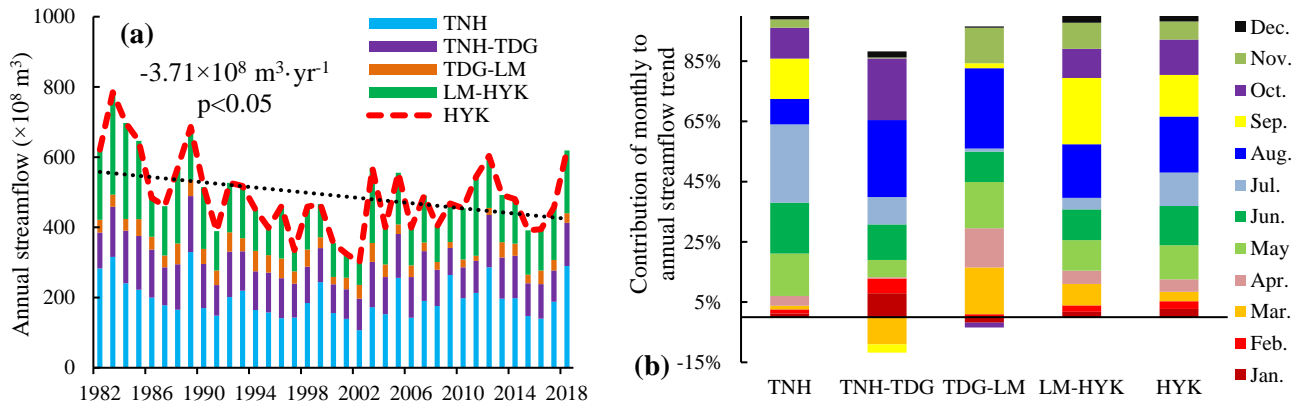 Annual streamflow (×10⁸ m³)
1000
800
600
400
200
0
(a)
-3.71×10⁸ m³·yr⁻¹
p<0.05
TNH
TNH-TDG
TDG-LM
LM-HYK
HYK
1982 1986 1990 1994 1998 2002 2006 2010 2014 2018
Contribution of monthly to
annual streamflow trend
85%
65%
45%
25%
5%
-15%
(b)
TNH TNH-TDG TDG-LM LM-HYK HYK
Dec.
Nov.
Oct.
Sep.
Aug.
Jul.
Jun.
May
Apr.
Mar.
Feb.
Jan.